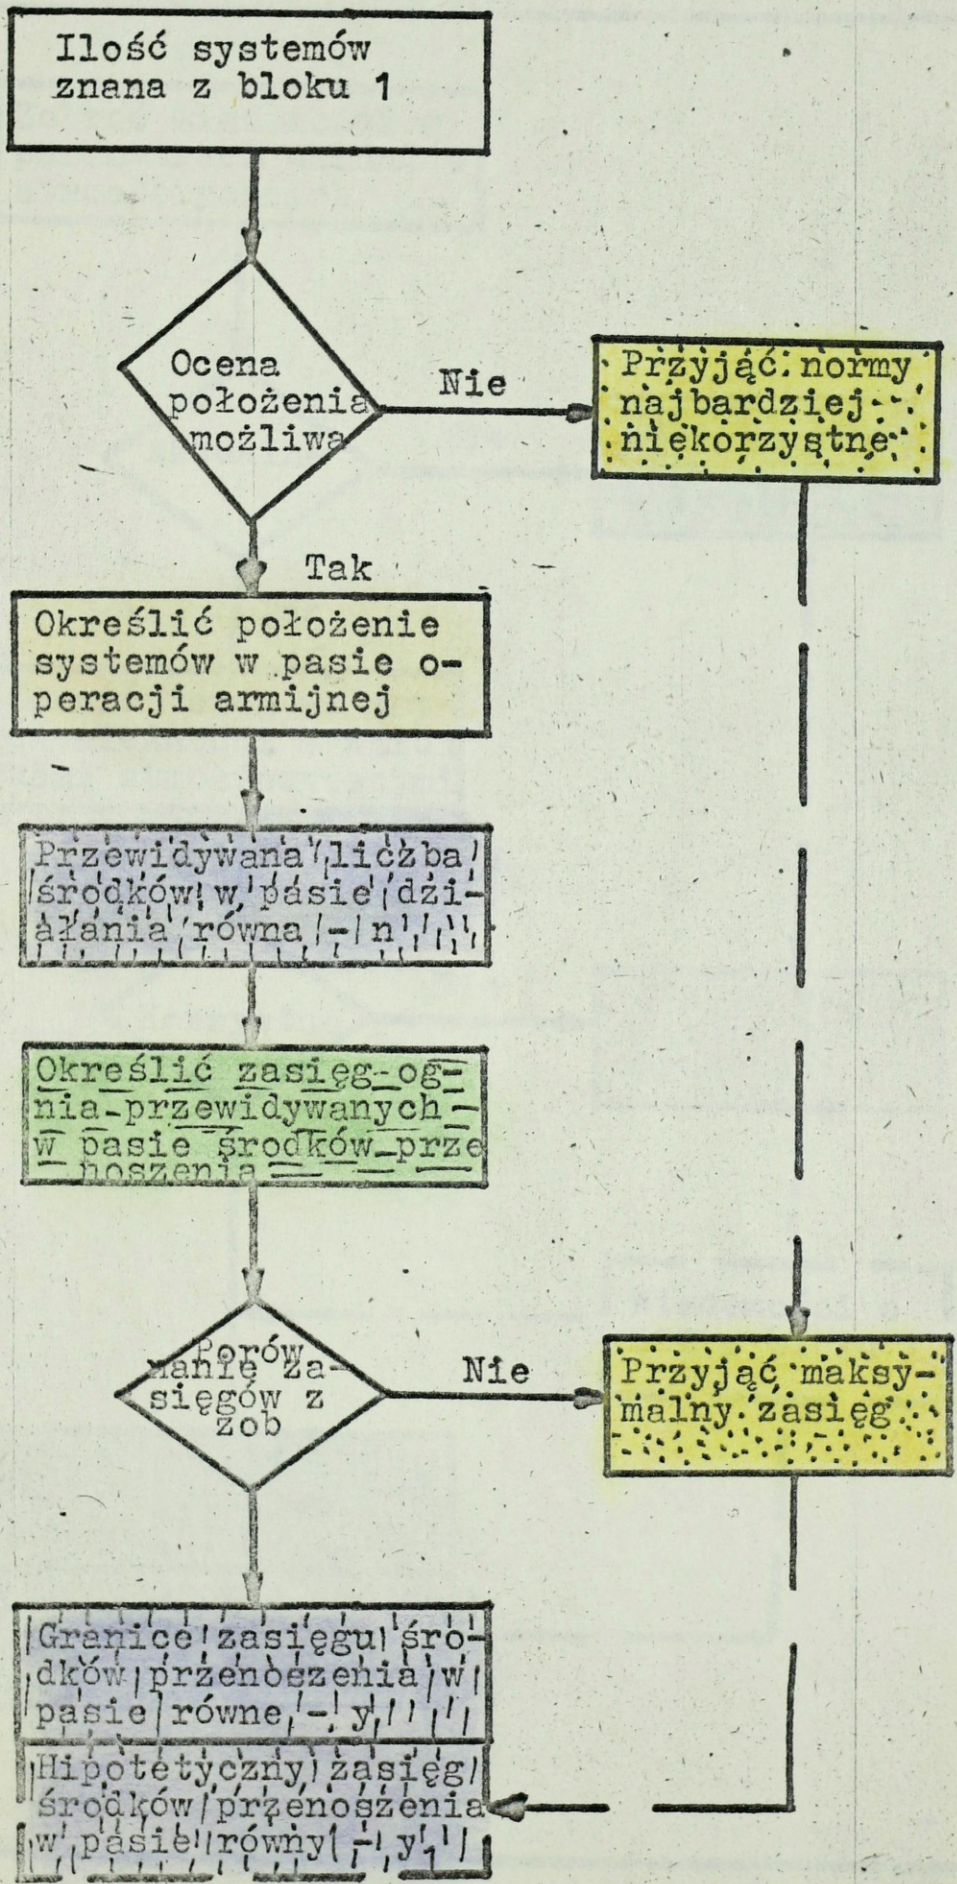 Ilość systemów
znana z bloku 1
Ocena
położenia
możliwa
Nie
Przyjąć normy
najbardziej
niekorzystne
Tak
Określić położenie
systemów w pasie o-
peracji armijnej
Przewidywana liczba
środków w pasie dzi-
ałania równa - n
Określić zasięg og-
nia przewidywanych
w pasie środków prze
noszenia
Porów
nanie za-
sięgów z
żob
Nie
Przyjąć maksy-
malny zasięg
Granice zasięgu śro-
dków przenoszenia w
pasie równe - y
Hipotetyczny zasięg
środków przenoszenia
w pasie równy - y1